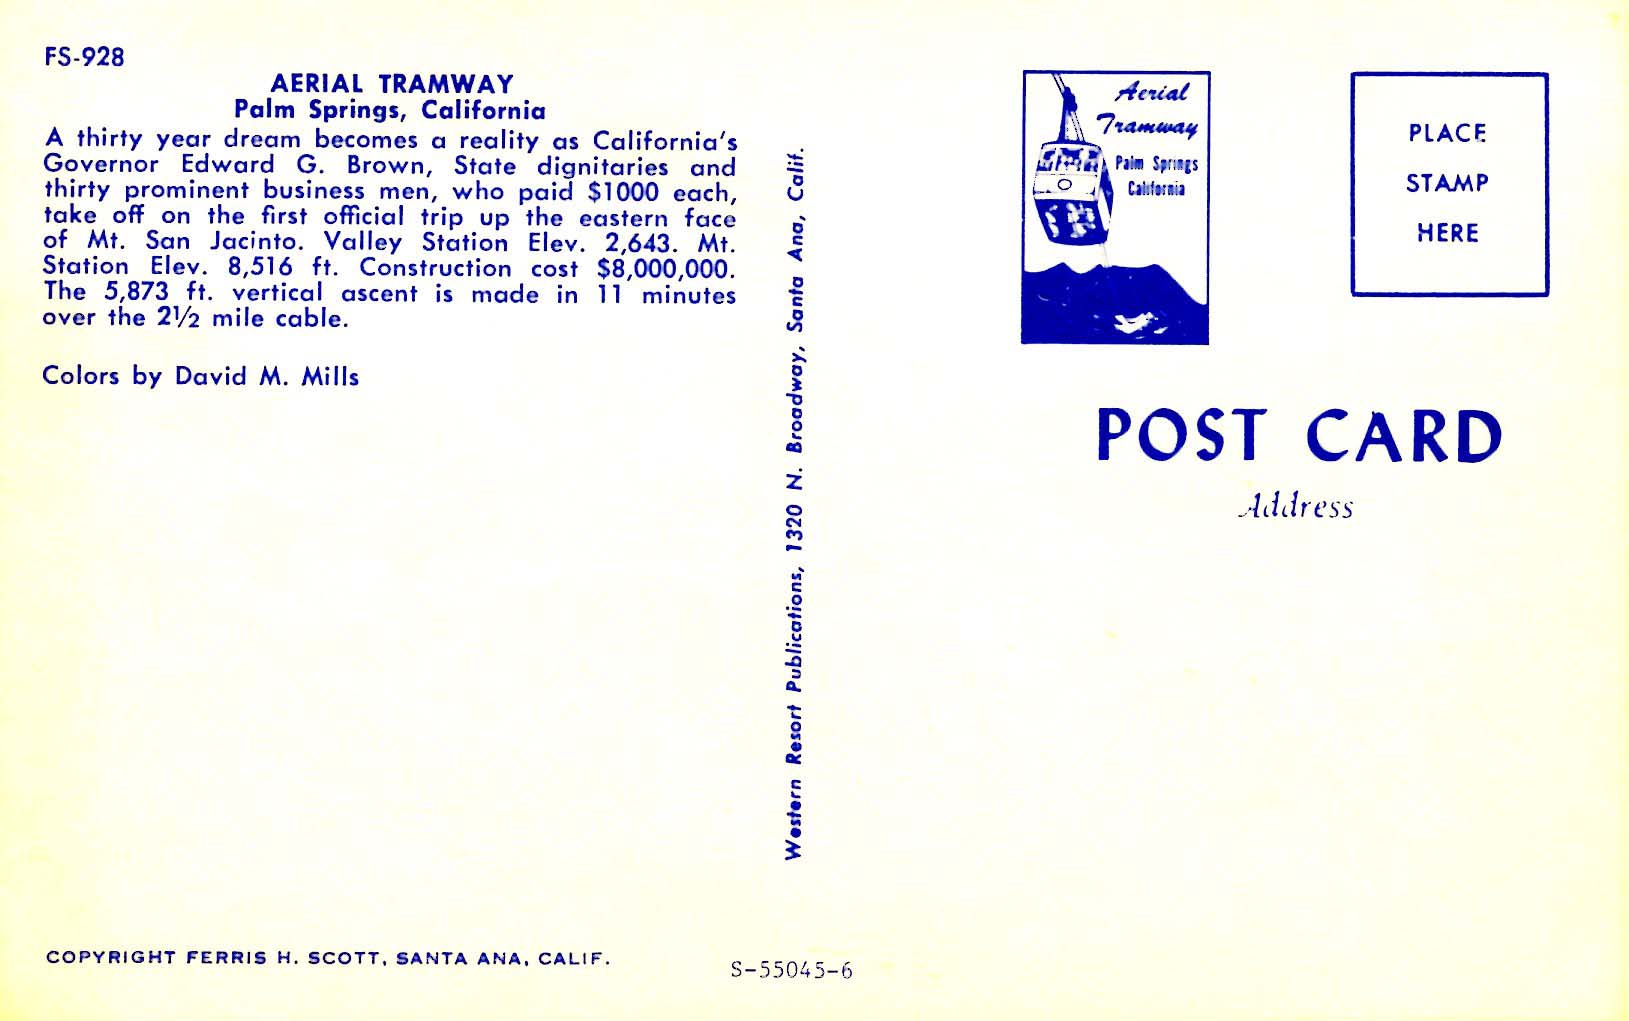 FS-928
AERIAL TRAMWAY
Palm Springs, California
A thirty year dream becomes a reality as California's
Governor Edward G. Brown, State dignitaries and
thirty prominent business men, who paid $1000 each,
take off on the first official trip up the eastern face
of Mt. San Jacinto. Valley Station Elev. 2,643. Mt.
Station Elev. 8,516 ft. Construction cost $8,000,000.
The 5,873 ft. vertical ascent is made in 11 minutes
over the 2½ mile cable.
Colors by David M. Mills
COPYRIGHT FERRIS H. SCOTT, SANTA ANA, CALIF.
Western Resort Publications, 1320 N. Broadway, Santa Ana, Calif.
S-55045-6
Aerial
Tramway
Palm Springs
California
PLACE
STAMP
HERE
POST CARD
Address